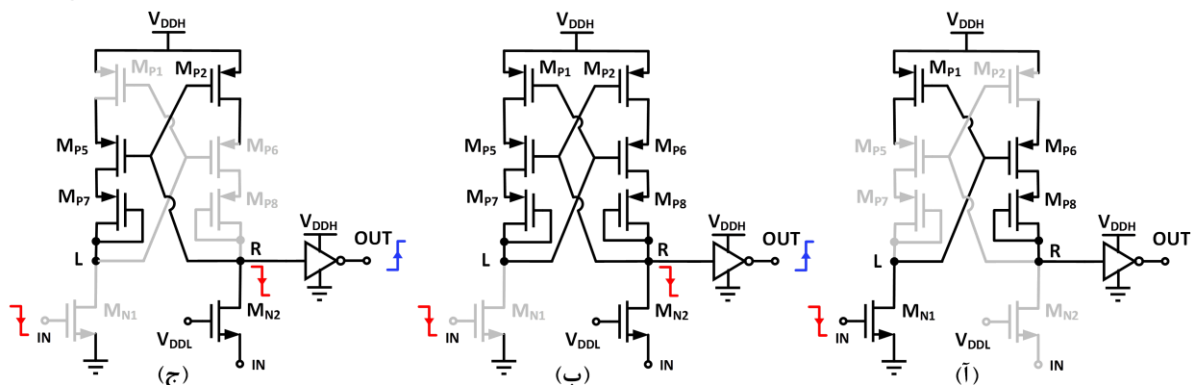 VDDH VDDH VDDH
MP1 MP2 MP1 MP2 MP1 MP2
MP5 MP6 MP5 MP6 MP5 MP6
MP7 MP8 VDDH MP7 MP8 VDDH MP7 MP8 VDDH
L R OUT L R OUT L R OUT
MN1 MN2 MN1 MN2 MN1 MN2
IN VDDL IN VDDL IN VDDL
IN IN IN
(ج) (ب) (آ)